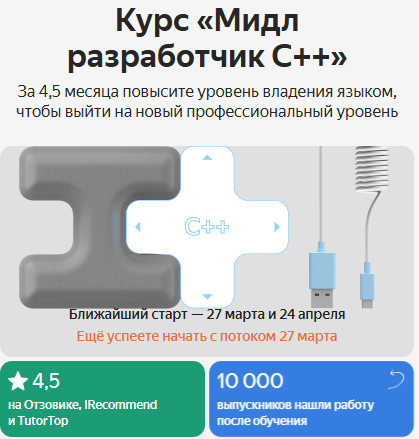 Курс «Мидл
разработчик C++»
За 4,5 месяца повысите уровень владения языком,
чтобы выйти на новый профессиональный уровень
C++
Ближайший старт — 27 марта и 24 апреля
Ещё успеете начать с потоком 27 марта
4,5
на Отзовике, IRecommend
и TutorTop
10 000
выпускников нашли работу
после обучения